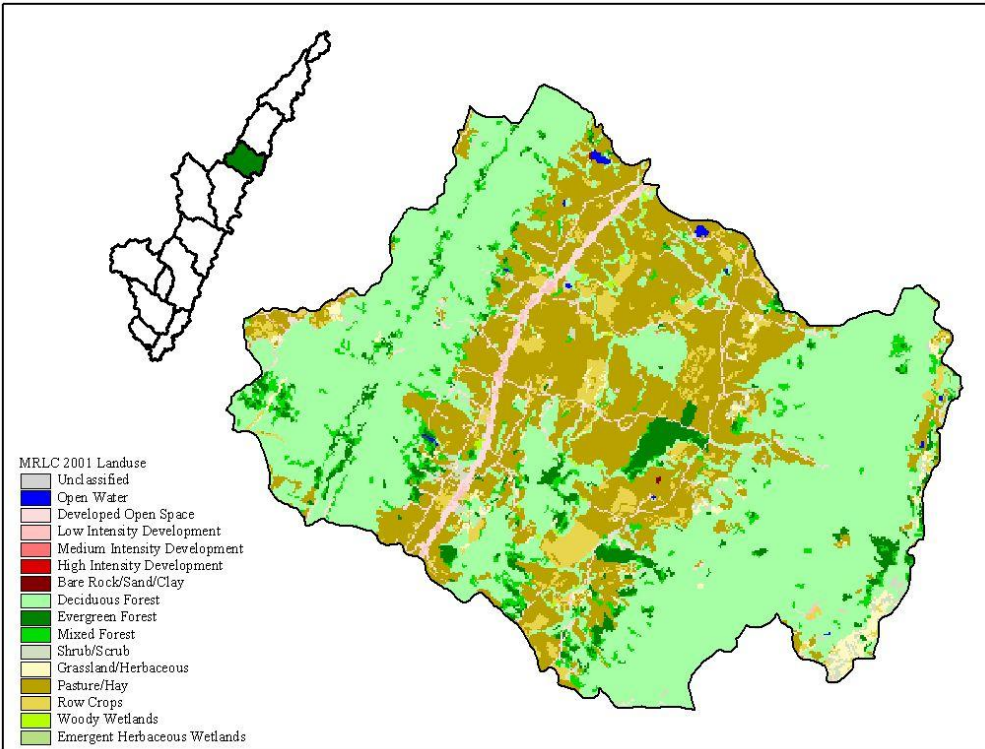 MRLC 2001 Landuse
Unclassified
Open Water
Developed Open Space
Low Intensity Development
Medium Intensity Development
High Intensity Development
Bare Rock/Sand/Clay
Deciduous Forest
Evergreen Forest
Mixed Forest
Shrub/Scrub
Grassland/Herbaceous
Pasture/Hay
Row Crops
Woody Wetlands
Emergent Herbaceous Wetlands